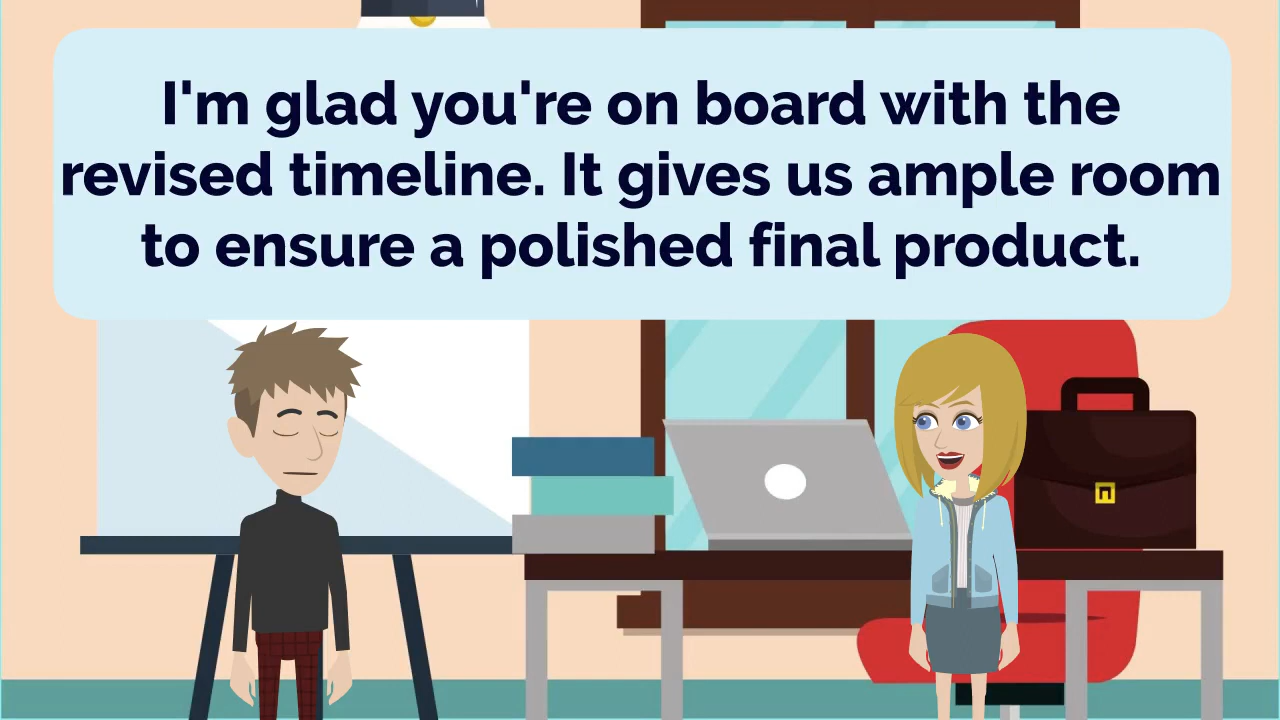 I'm glad you're on board with the
revised timeline. It gives us ample room
to ensure a polished final product.